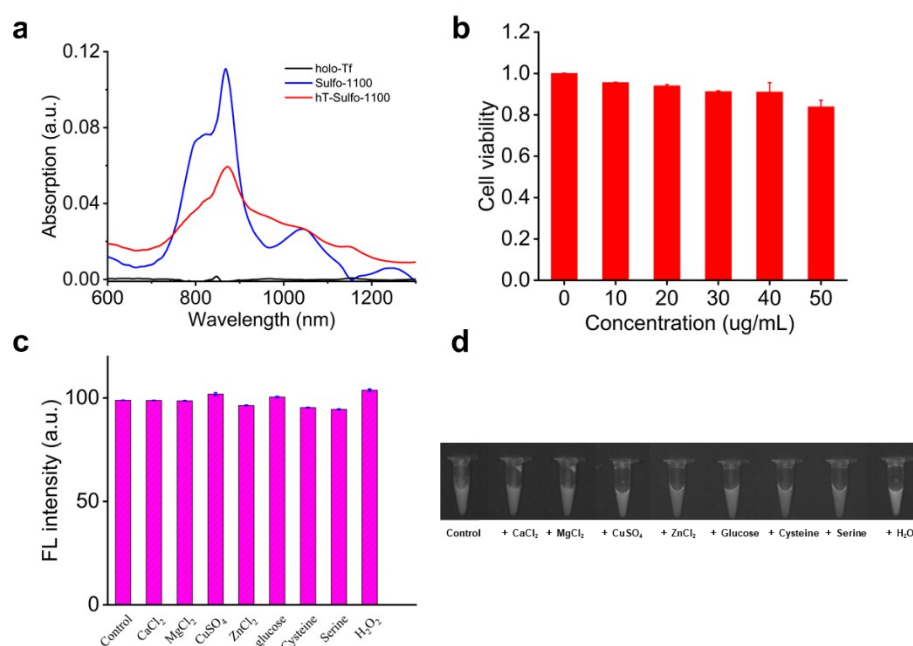 a
0.12
0.08
0.04
0.00
Absorption (a.u.)
holo-Tf
Sulfo-1100
hT-Sulfo-1100
600 800 1000 1200
Wavelength (nm)
b
1.2
1.0
0.8
0.6
0.4
0.2
0.0
Cell viability
0 10 20 30 40 50
Concentration (ug/mL)
c
100
50
0
FL intensity (a.u.)
Control CaCl₂ MgCl₂ CuSO₄ ZnCl₂ glucose Cysteine Serine H₂O₂
d
Control + CaCl₂ + MgCl₂ + CuSO₄ + ZnCl₂ + Glucose + Cysteine + Serine + H₂O